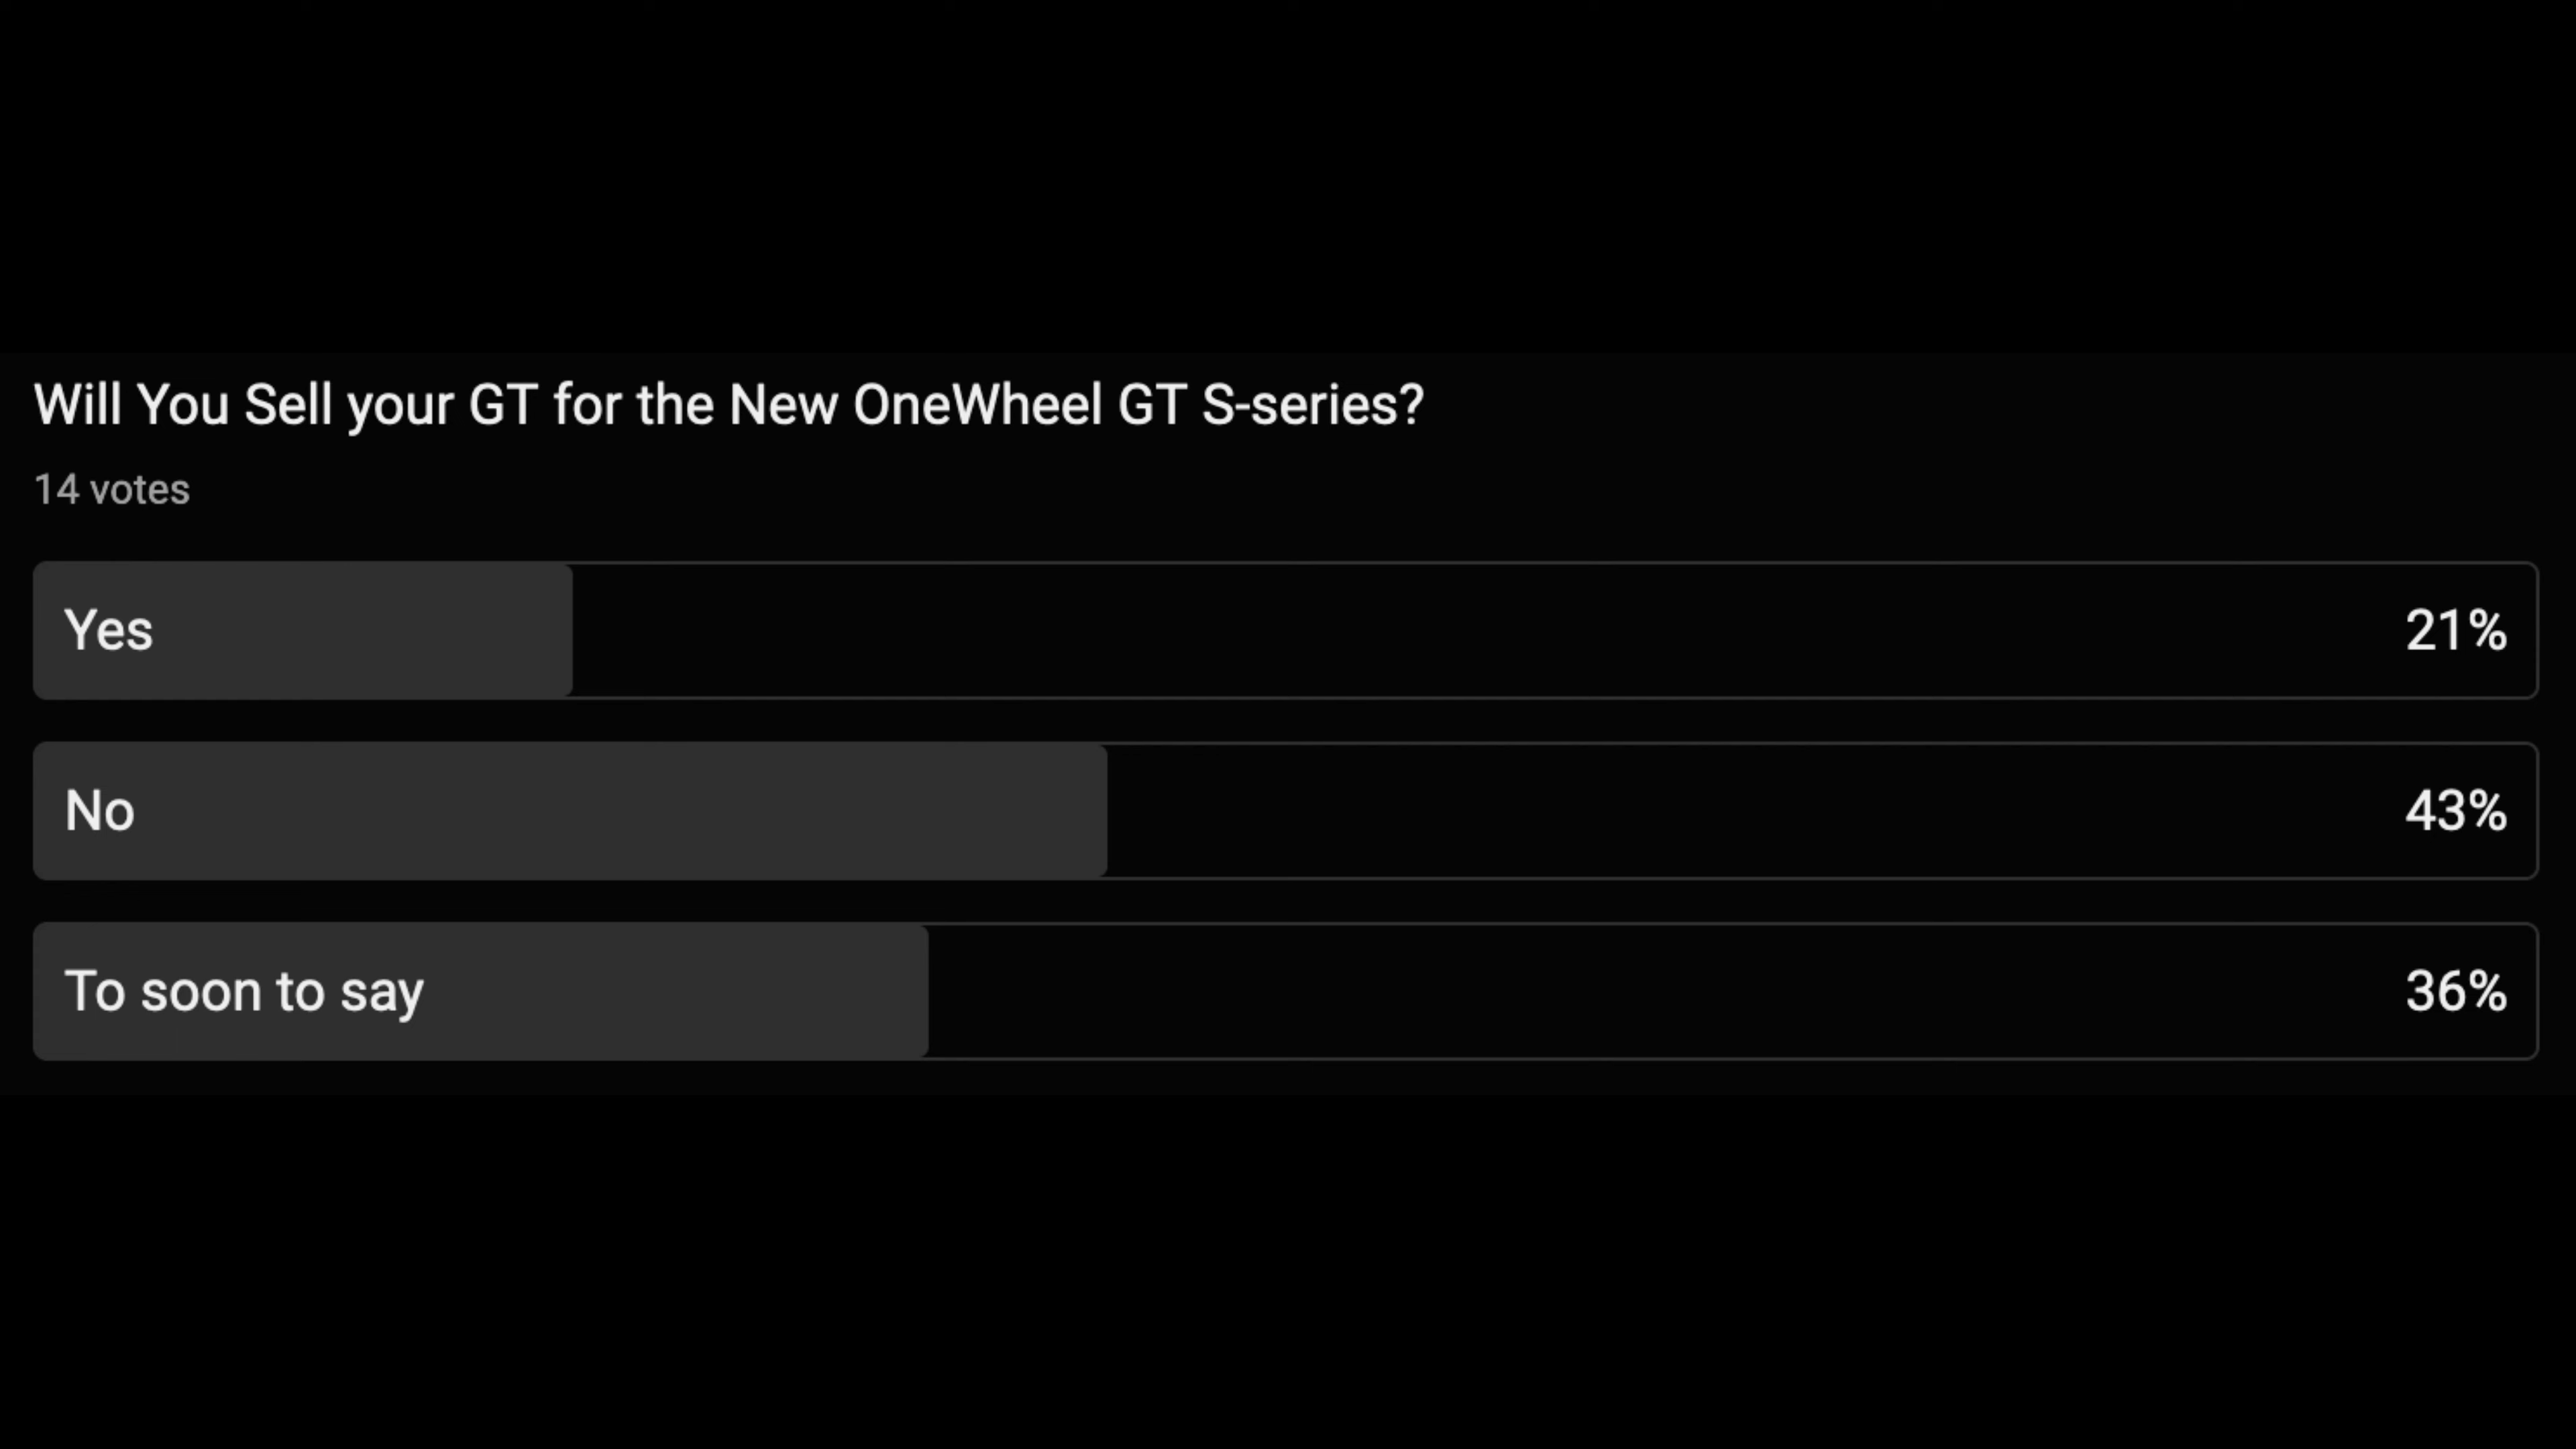 Will You Sell your GT for the New OneWheel GT S-series?
14 votes
Yes 21%
No 43%
To soon to say 36%